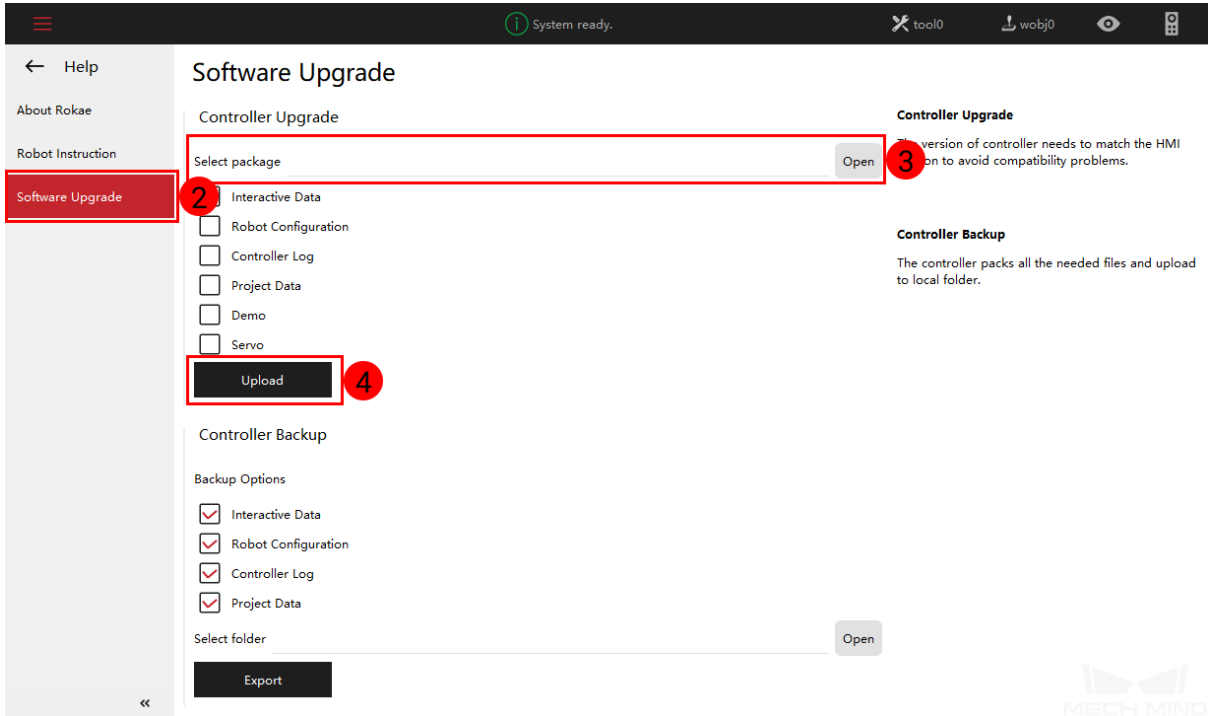 System ready.
tool0
wobj0
Help
About Rokae
Robot Instruction
Software Upgrade
2
Software Upgrade
Controller Upgrade
Select package
Open
3
Interactive Data
Robot Configuration
Controller Log
Project Data
Demo
Servo
Upload
4
Controller Backup
Backup Options
Interactive Data
Robot Configuration
Controller Log
Project Data
Select folder
Open
Export
Controller Upgrade
version of controller needs to match the HMI
on to avoid compatibility problems.
Controller Backup
The controller packs all the needed files and upload
to local folder.
MECH MIND